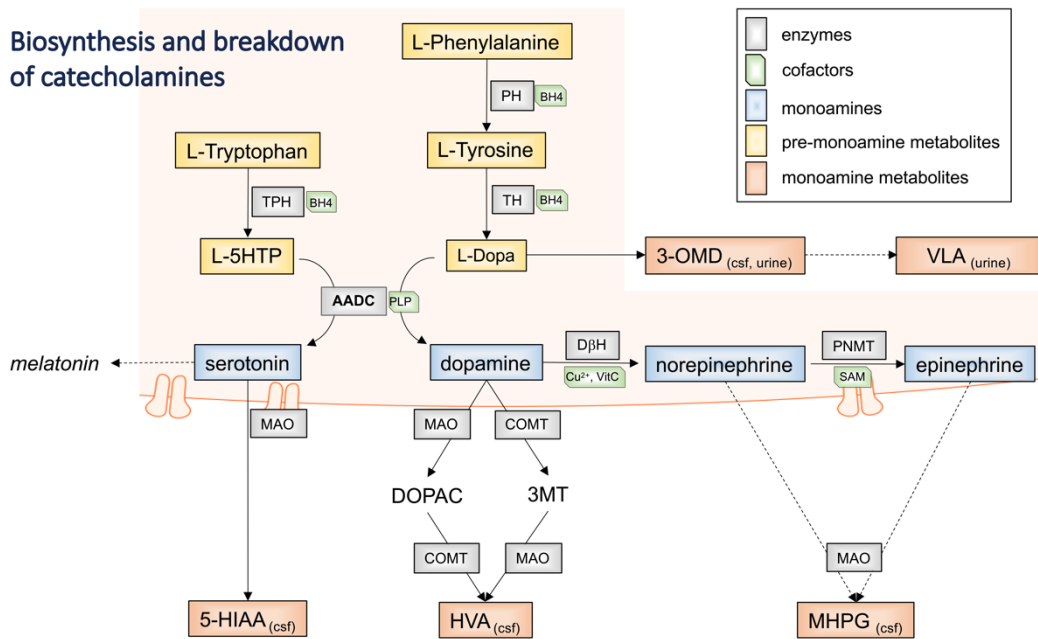 Biosynthesis and breakdown
of catecholamines
L-Phenylalanine
enzymes
cofactors
monoamines
pre-monoamine metabolites
monoamine metabolites
PH
BH4
L-Tryptophan
L-Tyrosine
TPH
BH4
TH
BH4
L-5HTP
L-Dopa
3-OMD (csf, urine)
VLA (urine)
AADC
PLP
melatonin
serotonin
dopamine
DβH
Cu²⁺, VitC
norepinephrine
PNMT
SAM
epinephrine
MAO
MAO
COMT
DOPAC
3MT
COMT
MAO
MAO
5-HIAA (csf)
HVA (csf)
MHPG (csf)